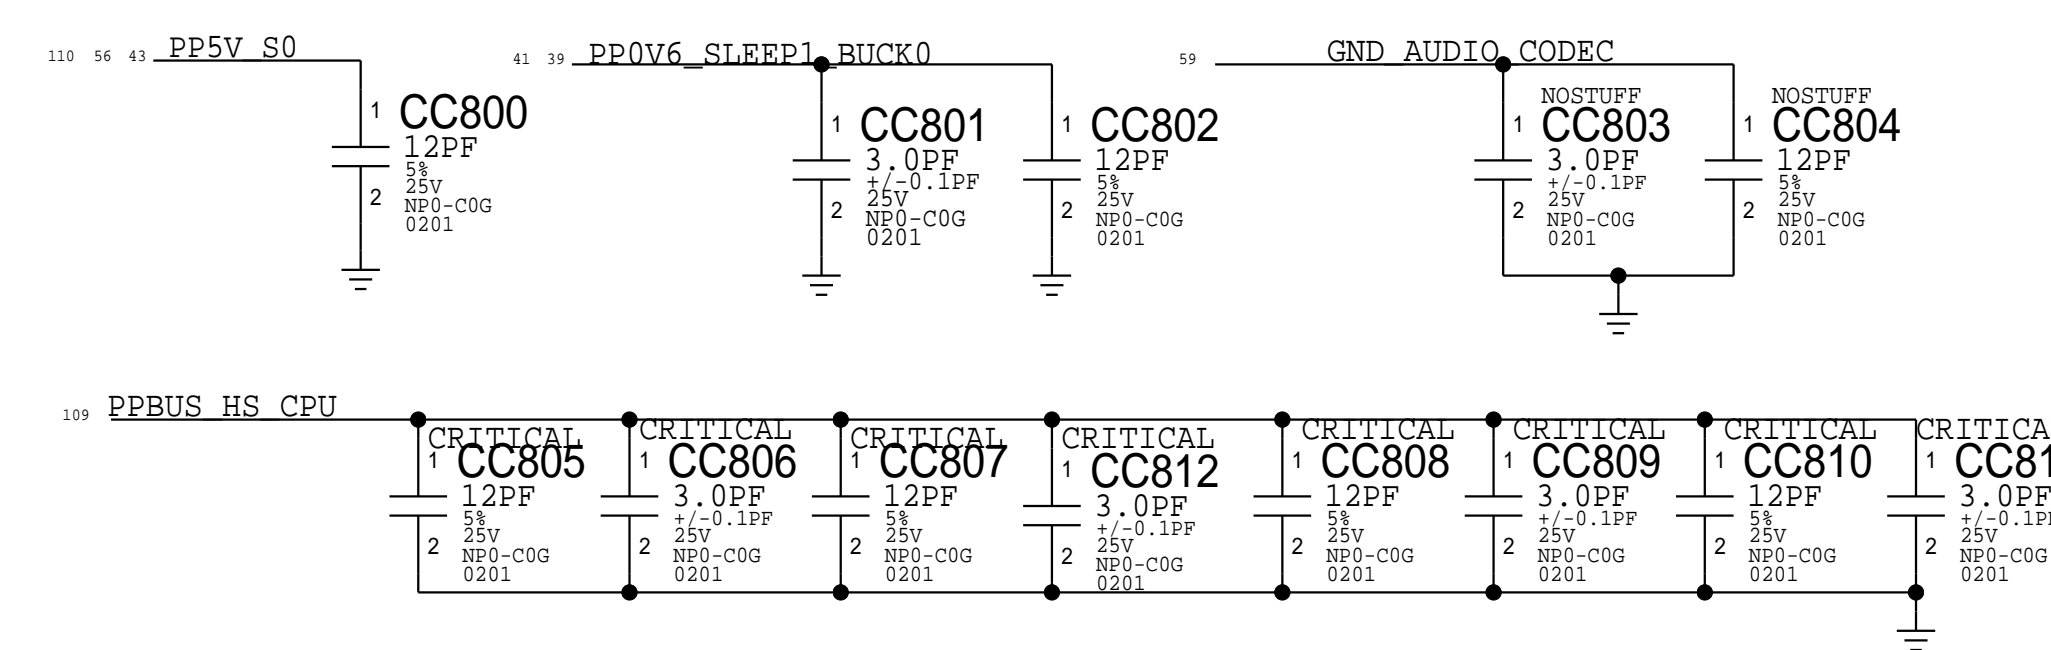 110 56 43 PP5V_S0
1 CC800
12PF
5%
25V
2 NP0-C0G
0201
41 39 PP0V6_SLEEP1_BUCK0
1 CC801
3.0PF
+/-0.1PF
25V
2 NP0-C0G
0201
1 CC802
12PF
5%
25V
2 NP0-C0G
0201
59 GND_AUDIO_CODEC
NOSTUFF
1 CC803
3.0PF
+/-0.1PF
25V
2 NP0-C0G
0201
NOSTUFF
1 CC804
12PF
5%
25V
2 NP0-C0G
0201
109 PPBUS_HS_CPU
CRITICAL
1 CC805
12PF
5%
25V
2 NP0-C0G
0201
CRITICAL
1 CC806
3.0PF
+/-0.1PF
25V
2 NP0-C0G
0201
CRITICAL
1 CC807
12PF
5%
25V
2 NP0-C0G
0201
CRITICAL
1 CC812
3.0PF
+/-0.1PF
25V
2 NP0-C0G
0201
CRITICAL
1 CC808
12PF
5%
25V
2 NP0-C0G
0201
CRITICAL
1 CC809
3.0PF
+/-0.1PF
25V
2 NP0-C0G
0201
CRITICAL
1 CC810
12PF
5%
25V
2 NP0-C0G
0201
CRITICA
1 CC81
3.0PF
+/-0.1PF
25V
2 NP0-C0G
0201